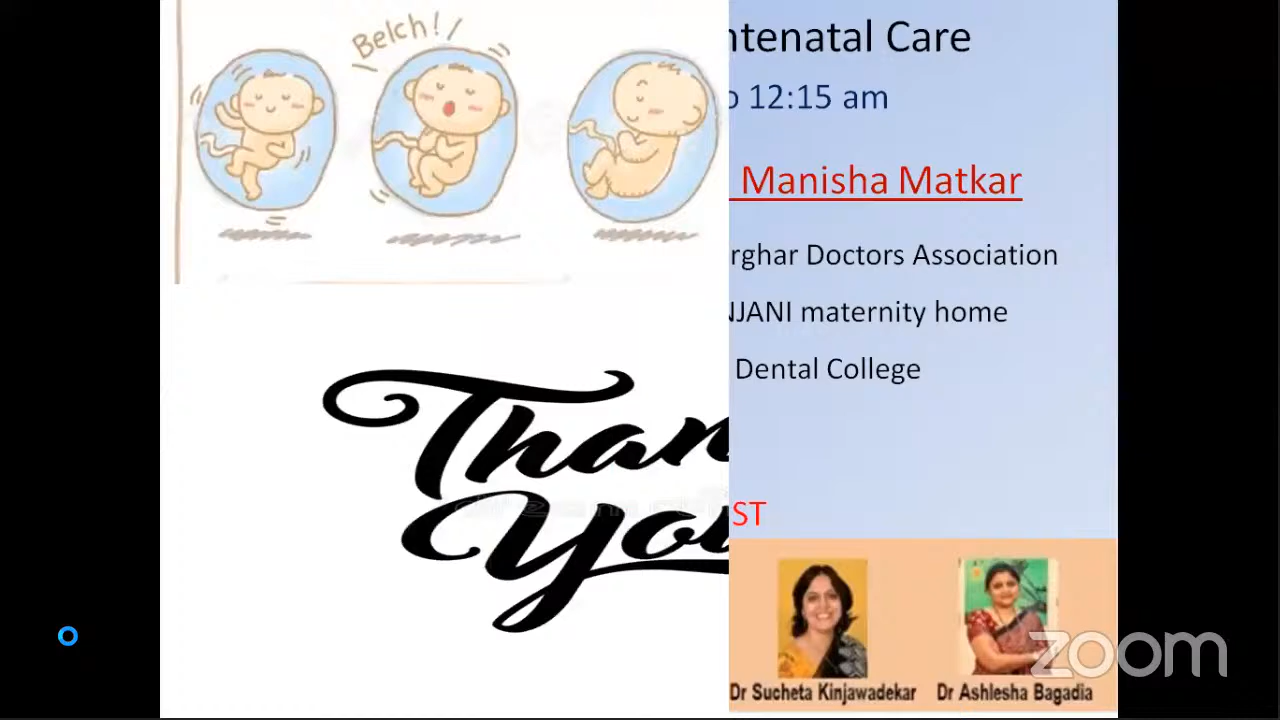 Belch!
ntenatal Care
12:15 am
Manisha Matkar
rghar Doctors Association
NJANI maternity home
Dental College
Than
You
ST
zoom
Dr Sucheta Kinjawadekar Dr Ashlesha Bagadia